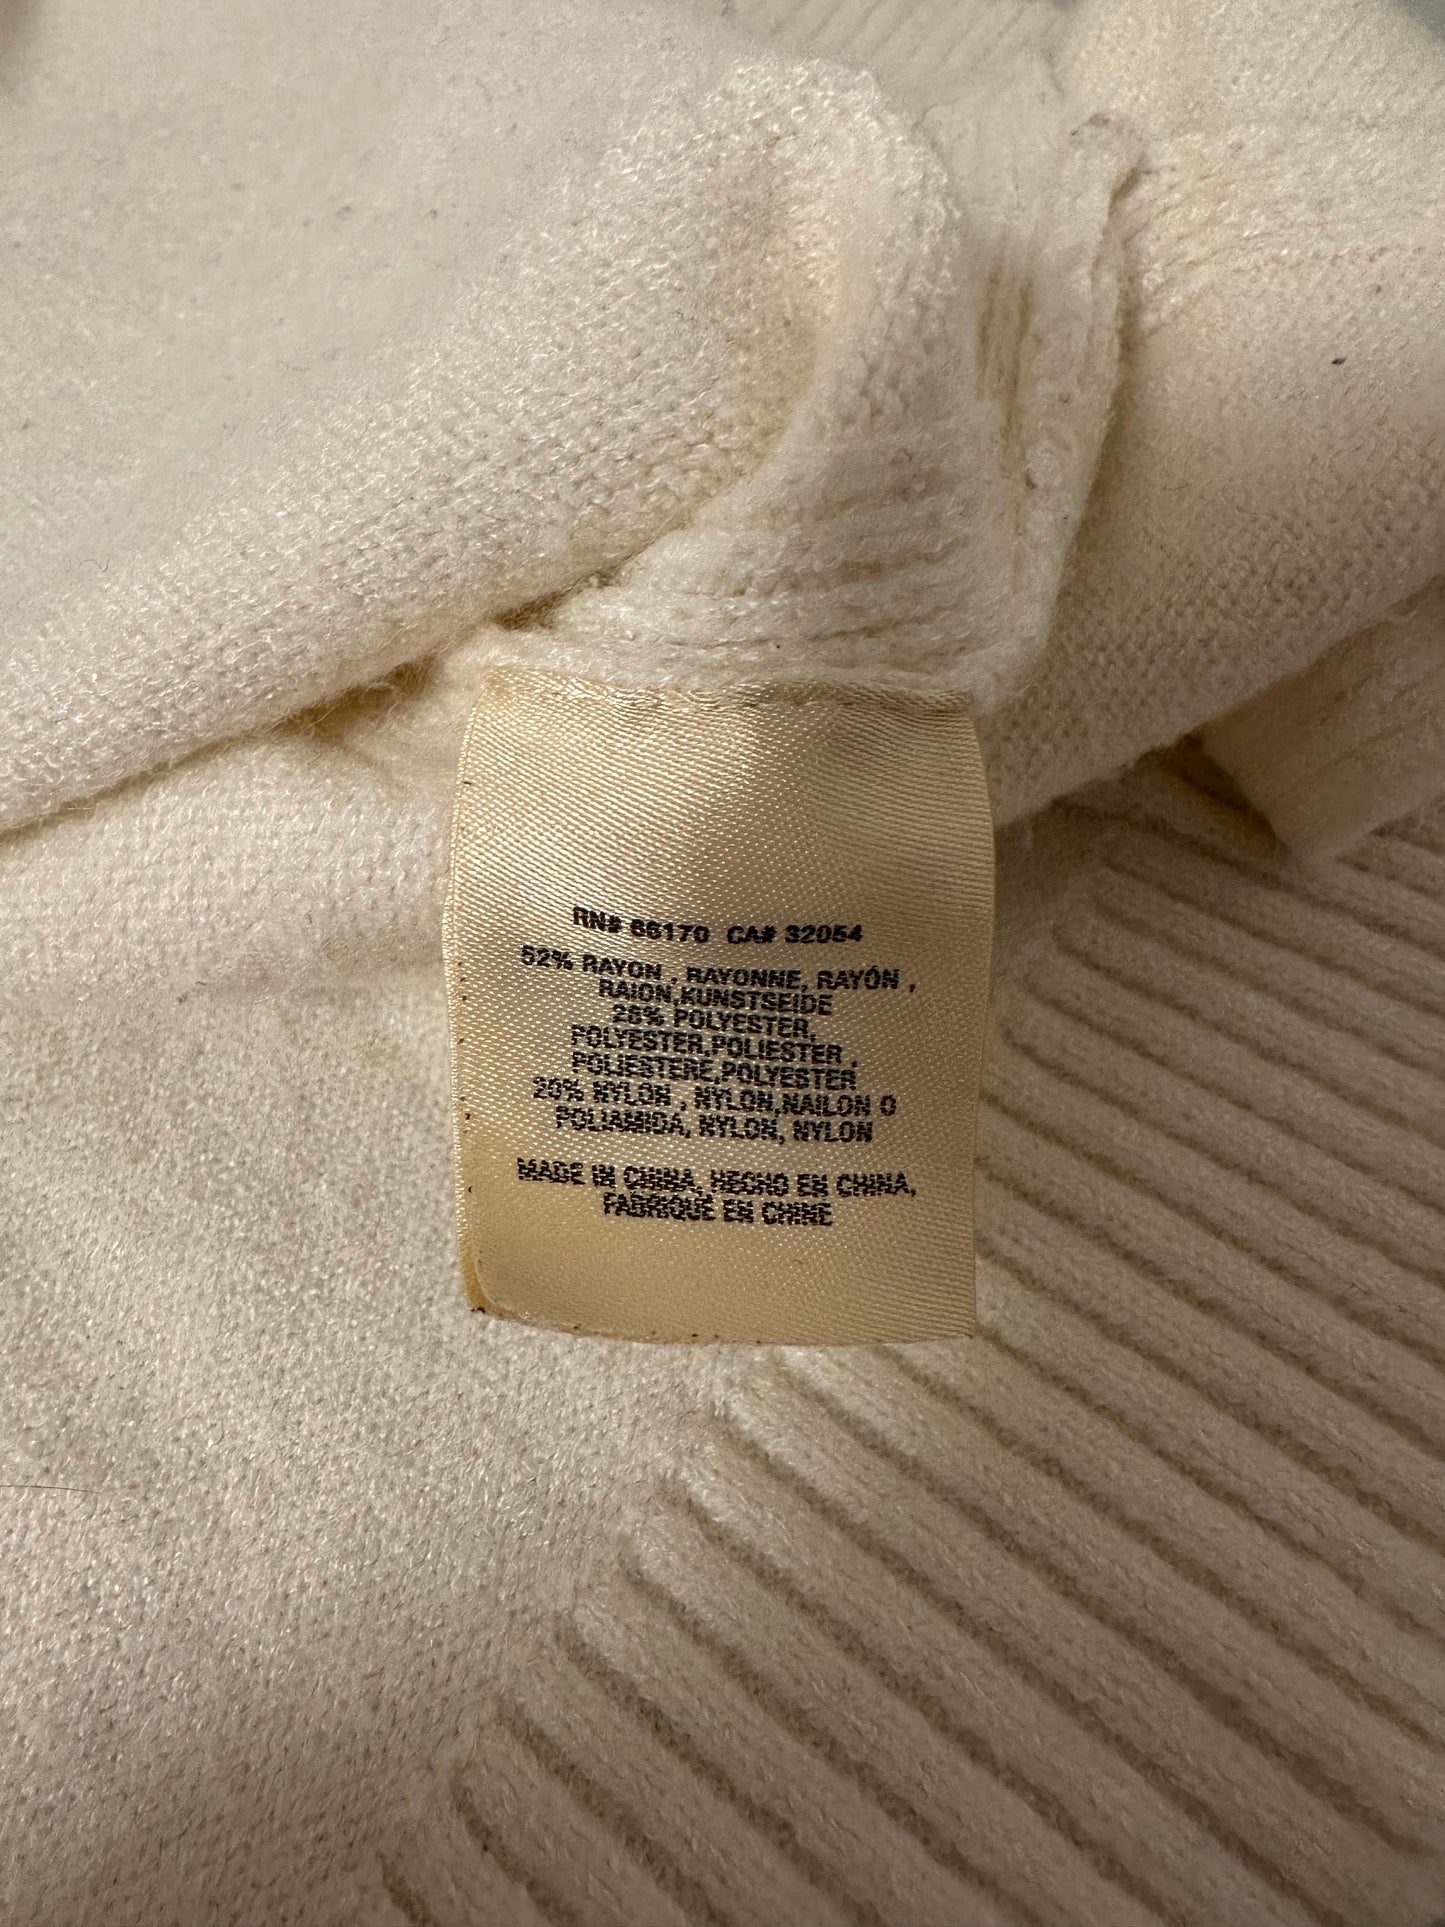 RN# 66170 CA# 32054
52% RAYON , RAYONNE, RAYÓN ,
RAION,KUNSTSEIDE
28% POLYESTER,
POLYESTER,POLIESTER ,
POLIESTERE,POLYESTER
20% NYLON , NYLON,NAILON O
POLIAMIDA, NYLON, NYLON
MADE IN CHINA, HECHO EN CHINA,
FABRIQUÉ EN CHINE